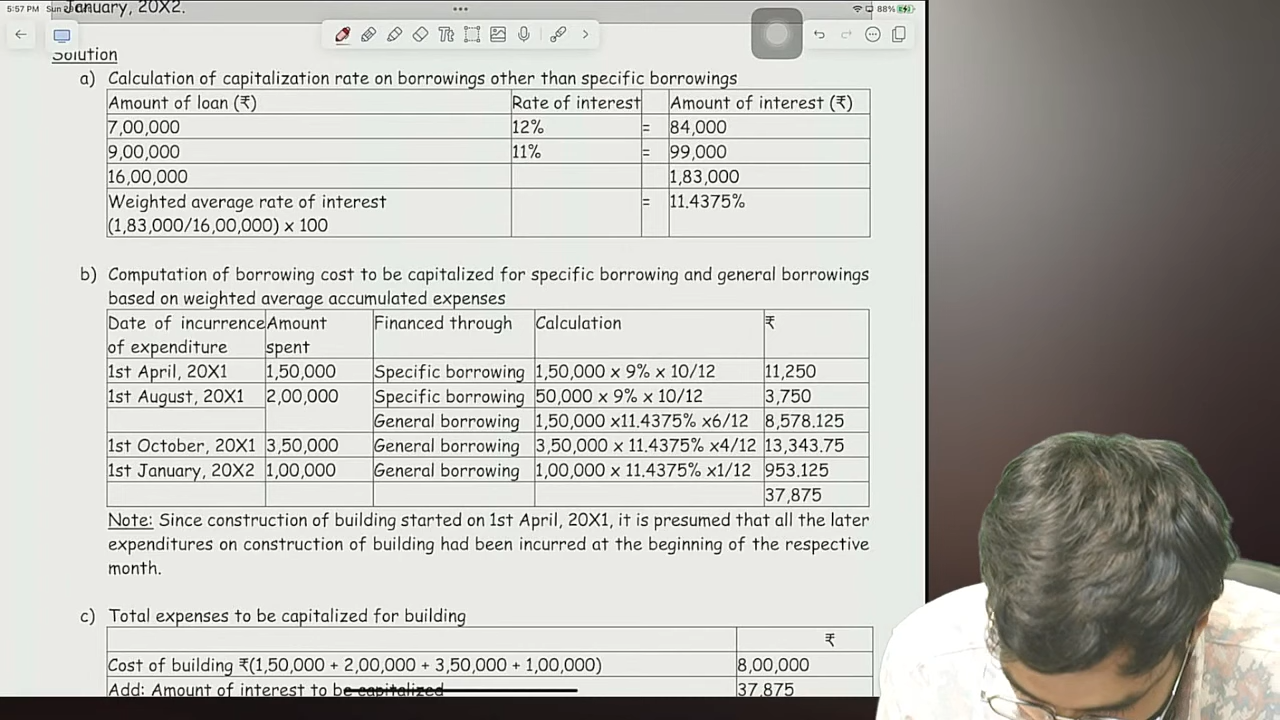 5:57 PM Sun
88%
January, 20X2.
Solution
a) Calculation of capitalization rate on borrowings other than specific borrowings
Amount of loan (₹) Rate of interest Amount of interest (₹)
7,00,000 12% = 84,000
9,00,000 11% = 99,000
16,00,000 1,83,000
Weighted average rate of interest = 11.4375%
(1,83,000/16,00,000) x 100
b) Computation of borrowing cost to be capitalized for specific borrowing and general borrowings
based on weighted average accumulated expenses
Date of incurrence Amount Financed through Calculation ₹
of expenditure spent
1st April, 20X1 1,50,000 Specific borrowing 1,50,000 x 9% x 10/12 11,250
1st August, 20X1 2,00,000 Specific borrowing 50,000 x 9% x 10/12 3,750
General borrowing 1,50,000 x11.4375% x6/12 8,578.125
1st October, 20X1 3,50,000 General borrowing 3,50,000 x 11.4375% x4/12 13,343.75
1st January, 20X2 1,00,000 General borrowing 1,00,000 x 11.4375% x1/12 953.125
37,875
Note: Since construction of building started on 1st April, 20X1, it is presumed that all the later
expenditures on construction of building had been incurred at the beginning of the respective
month.
c) Total expenses to be capitalized for building
₹
Cost of building ₹(1,50,000 + 2,00,000 + 3,50,000 + 1,00,000) 8,00,000
Add: Amount of interest to be capitalized 37,875